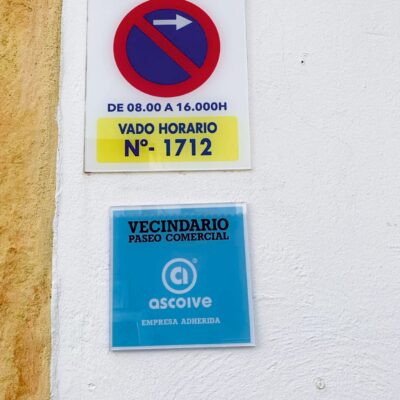 DE 08.00 A 16.000H
VADO HORARIO
Nº- 1712
VECINDARIO
PASEO COMERCIAL
a
ascoive
EMPRESA ADHERIDA